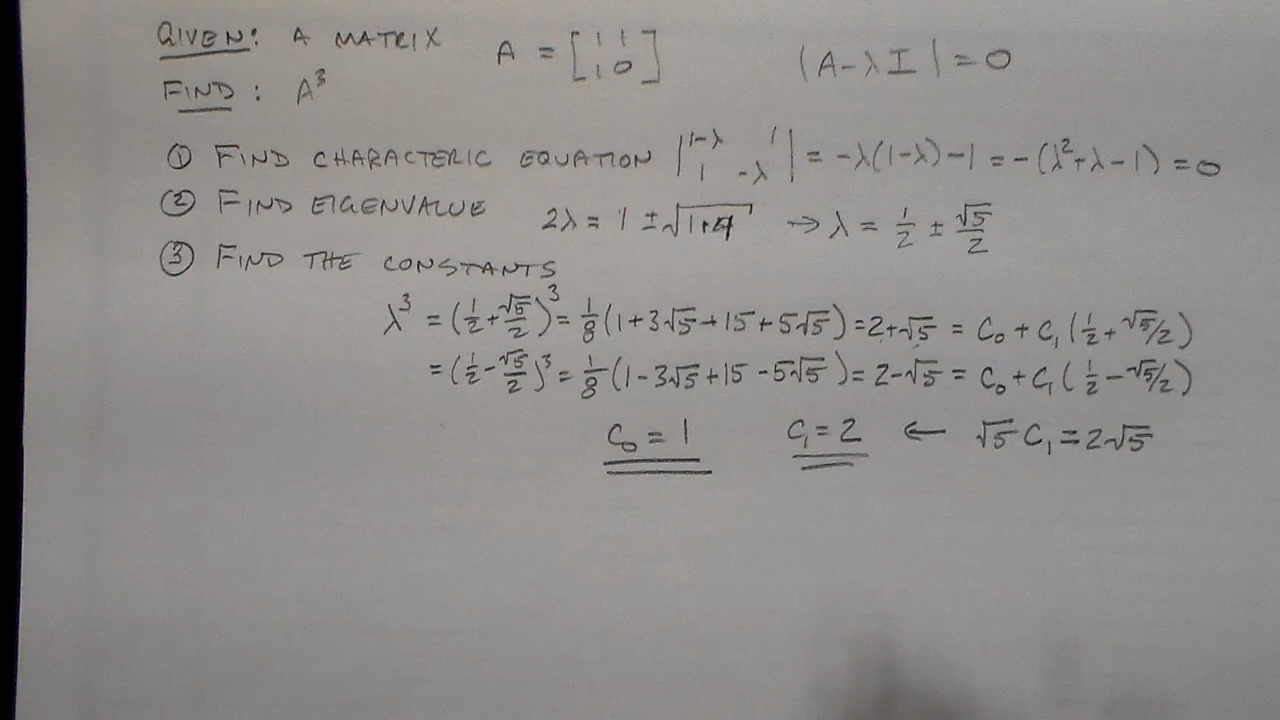 GIVEN: A MATRIX A = [1 1 / 1 0] |A-λI| = 0
FIND: A³
① FIND CHARACTERIC EQUATION |1-λ 1 / 1 -λ| = -λ(1-λ)-1 = -(λ²+λ-1) = 0
② FIND EIGENVALUE 2λ = 1 ± √1+4 → λ = 1/2 ± √5/2
③ FIND THE CONSTANTS
λ³ = (1/2 + √5/2)³ = 1/8 (1+3√5+15+5√5) = 2+√5 = C₀ + C₁(1/2 + √5/2)
= (1/2 - √5/2)³ = 1/8 (1-3√5+15-5√5) = 2-√5 = C₀ + C₁(1/2 - √5/2)
C₀ = 1 C₁ = 2 ← √5 C₁ = 2√5